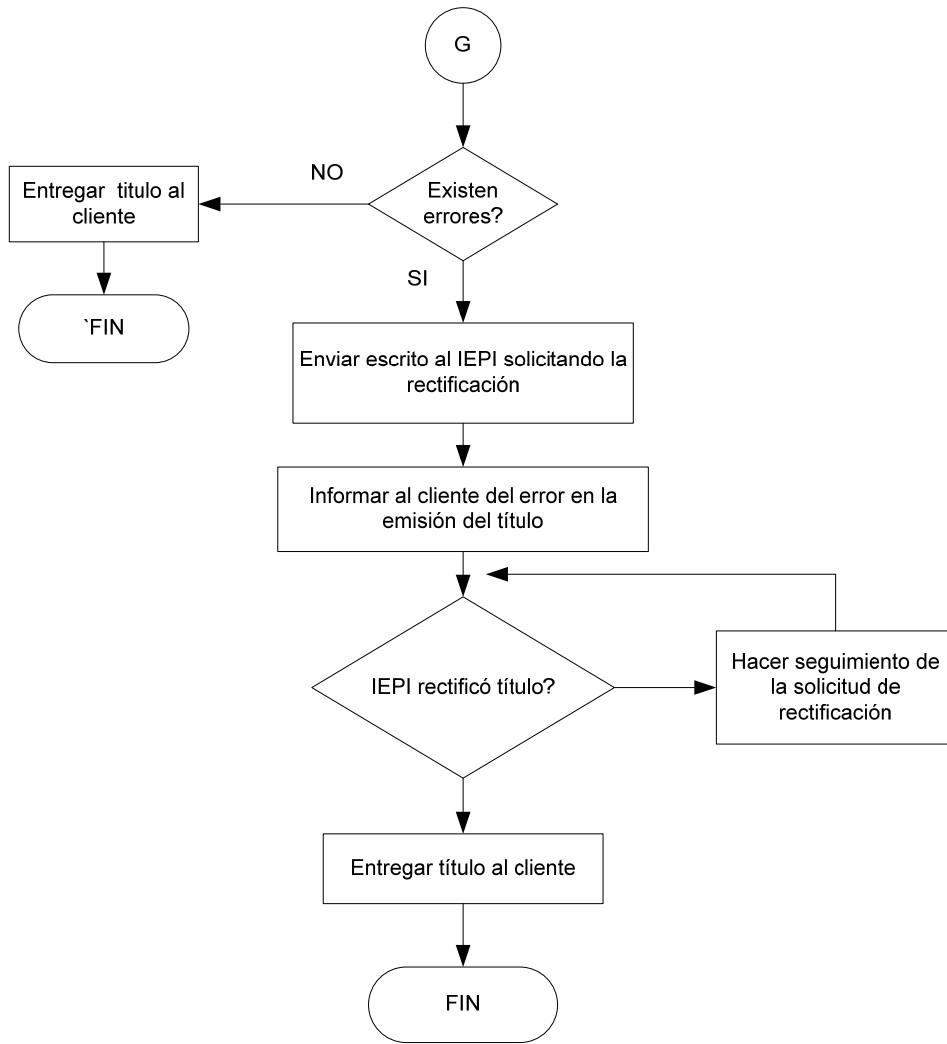 G
Existen
errores?
NO
Entregar titulo al
cliente
`FIN
SI
Enviar escrito al IEPI solicitando la
rectificación
Informar al cliente del error en la
emisión del título
IEPI rectificó título?
Hacer seguimiento de
la solicitud de
rectificación
Entregar título al cliente
FIN